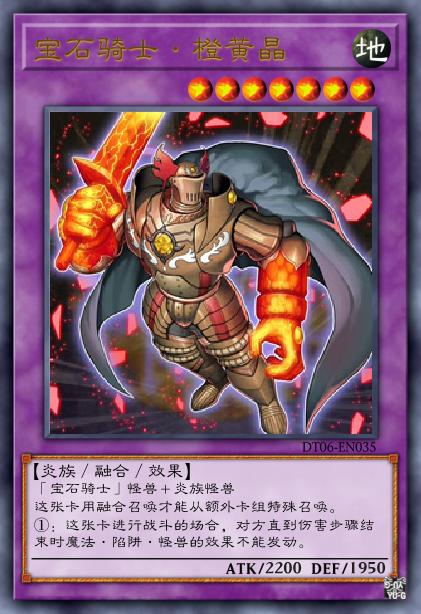 宝石骑士·橙黄晶
地
DT06-EN035
【炎族／融合／效果】
「宝石骑士」怪兽＋炎族怪兽
这张卡用融合召唤才能从额外卡组特殊召唤。
①：这张卡进行战斗的场合，对方直到伤害步骤结
束时魔法·陷阱·怪兽的效果不能发动。
ATK/2200 DEF/1950